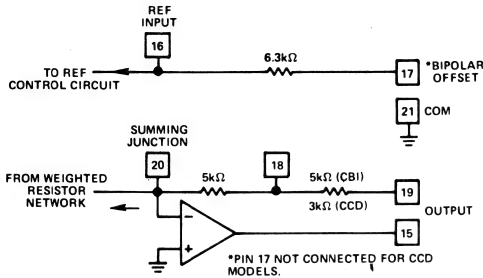 REF
INPUT
16
6.3kΩ
TO REF
CONTROL CIRCUIT
17
*BIPOLAR
OFFSET
21
COM
SUMMING
JUNCTION
20
18
FROM WEIGHTED
RESISTOR
NETWORK
5kΩ
5kΩ (CBI)
3kΩ (CCD)
19
OUTPUT
15
−
+
*PIN 17 NOT CONNECTED FOR CCD
MODELS.